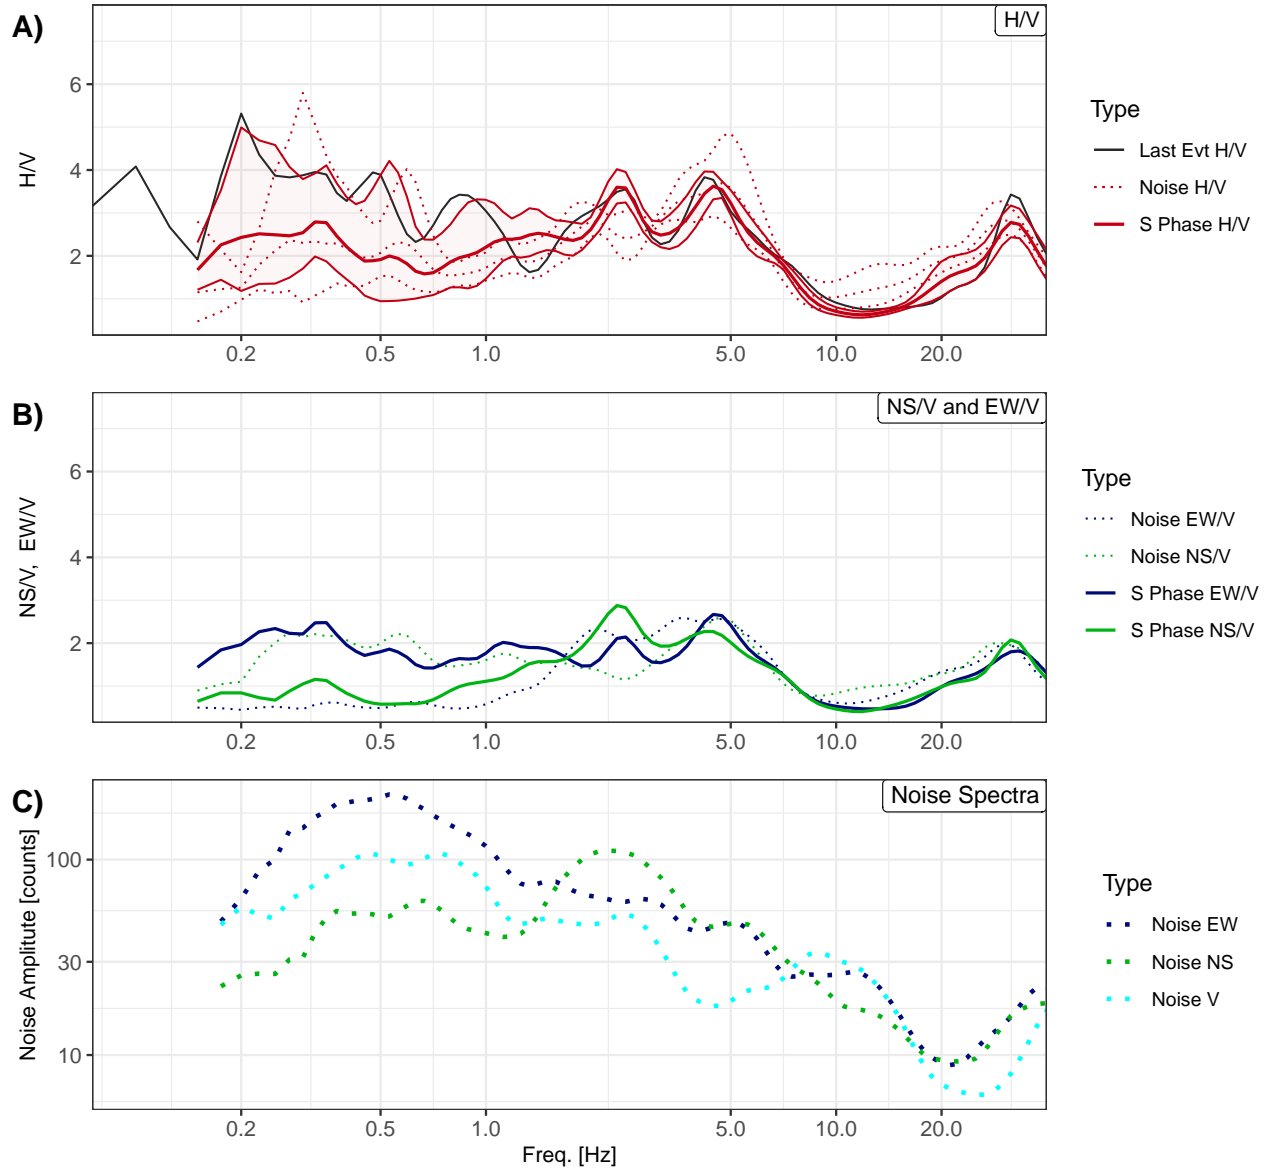 A)
H/V
6
4
2
H/V
0.2 0.5 1.0 5.0 10.0 20.0
Type
Last Evt H/V
Noise H/V
S Phase H/V
B)
NS/V and EW/V
6
4
2
NS/V, EW/V
0.2 0.5 1.0 5.0 10.0 20.0
Type
Noise EW/V
Noise NS/V
S Phase EW/V
S Phase NS/V
C)
Noise Spectra
100
30
10
Noise Amplitute [counts]
0.2 0.5 1.0 5.0 10.0 20.0
Freq. [Hz]
Type
Noise EW
Noise NS
Noise V